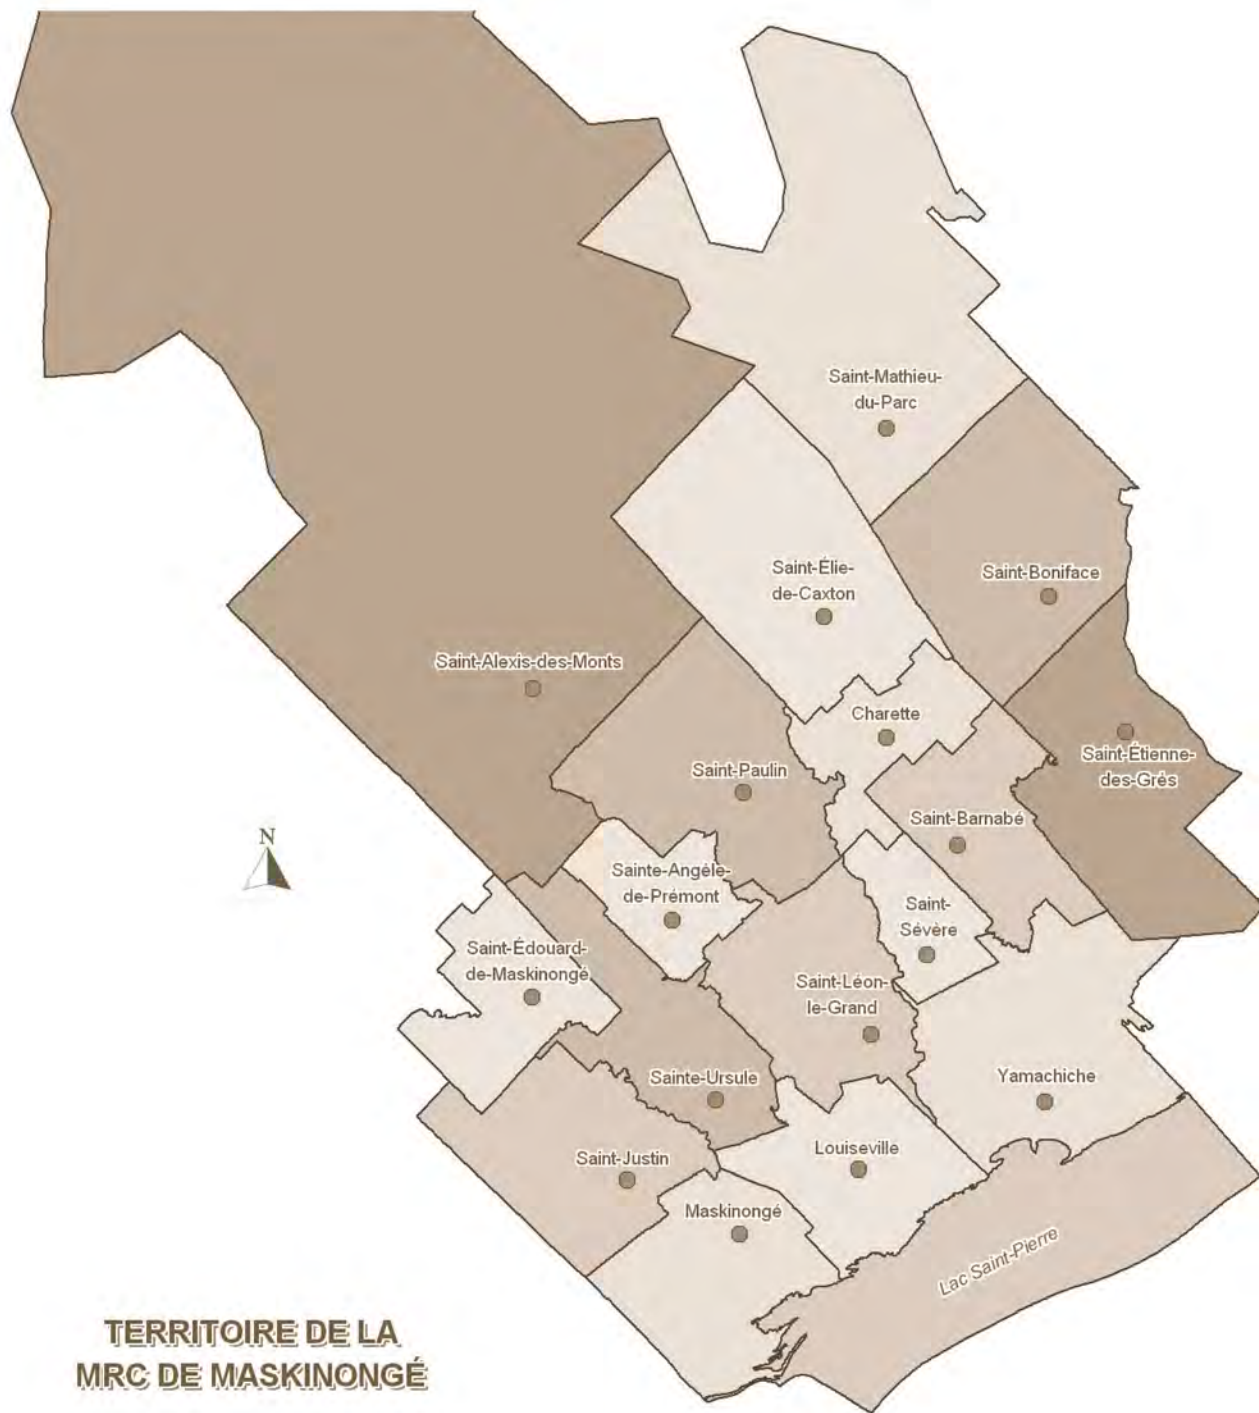 Saint-Mathieu-
du-Parc
Saint-Boniface
Saint-Élie-
de-Caxton
Saint-Alexis-des-Monts
Charette
Saint-Étienne-
des-Grès
Saint-Paulin
Saint-Barnabé
N
Sainte-Angéle-
de-Prémont
Saint-
Sévère
Saint-Édouard-
de-Maskinongé
Saint-Léon-
le-Grand
Sainte-Ursule
Yamachiche
Saint-Justin
Louiseville
Maskinongé
Lac Saint-Pierre
TERRITOIRE DE LA
MRC DE MASKINONGÉ